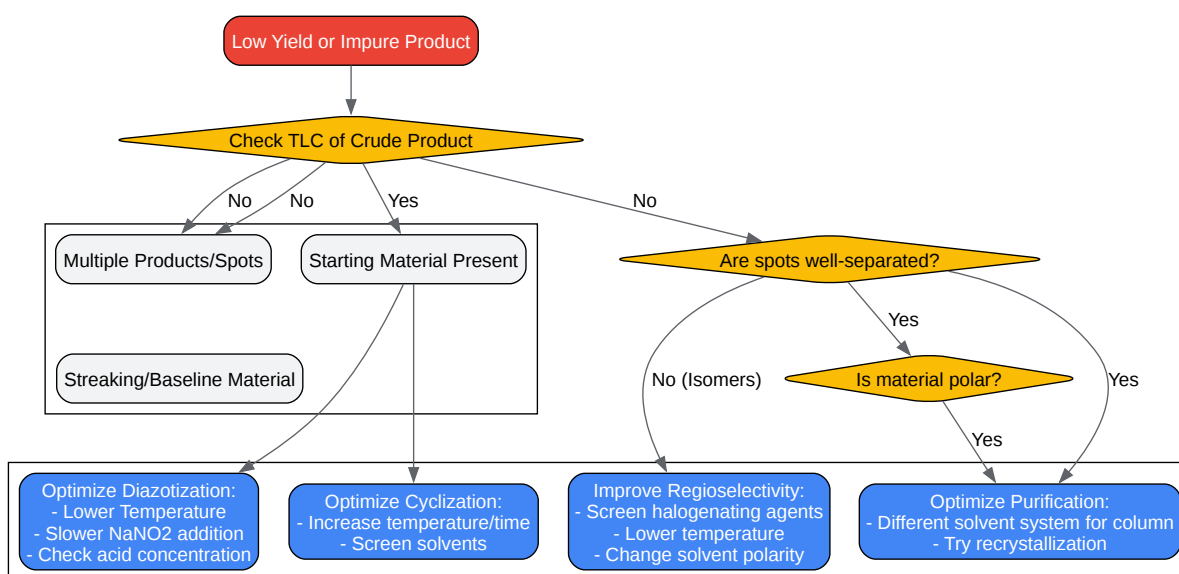 Low Yield or Impure Product
Check TLC of Crude Product
No
No
Yes
No
Multiple Products/Spots
Starting Material Present
Are spots well-separated?
Yes
Streaking/Baseline Material
No (Isomers)
Is material polar?
Yes
Yes
Optimize Diazotization:
- Lower Temperature
- Slower NaNO2 addition
- Check acid concentration
Optimize Cyclization:
- Increase temperature/time
- Screen solvents
Improve Regioselectivity:
- Screen halogenating agents
- Lower temperature
- Change solvent polarity
Optimize Purification:
- Different solvent system for column
- Try recrystallization